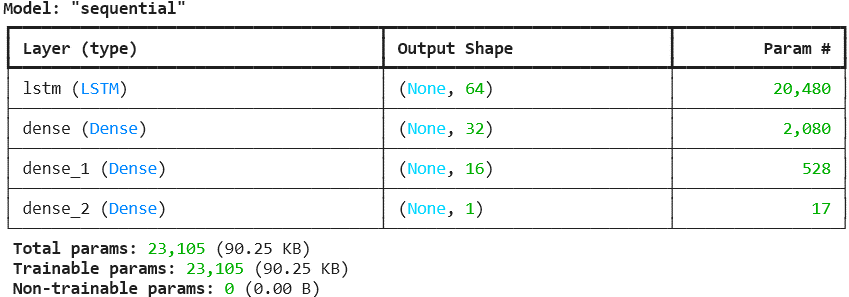 Model: "sequential"
Layer (type) Output Shape Param #
lstm (LSTM) (None, 64) 20,480
dense (Dense) (None, 32) 2,080
dense_1 (Dense) (None, 16) 528
dense_2 (Dense) (None, 1) 17
Total params: 23,105 (90.25 KB)
Trainable params: 23,105 (90.25 KB)
Non-trainable params: 0 (0.00 B)